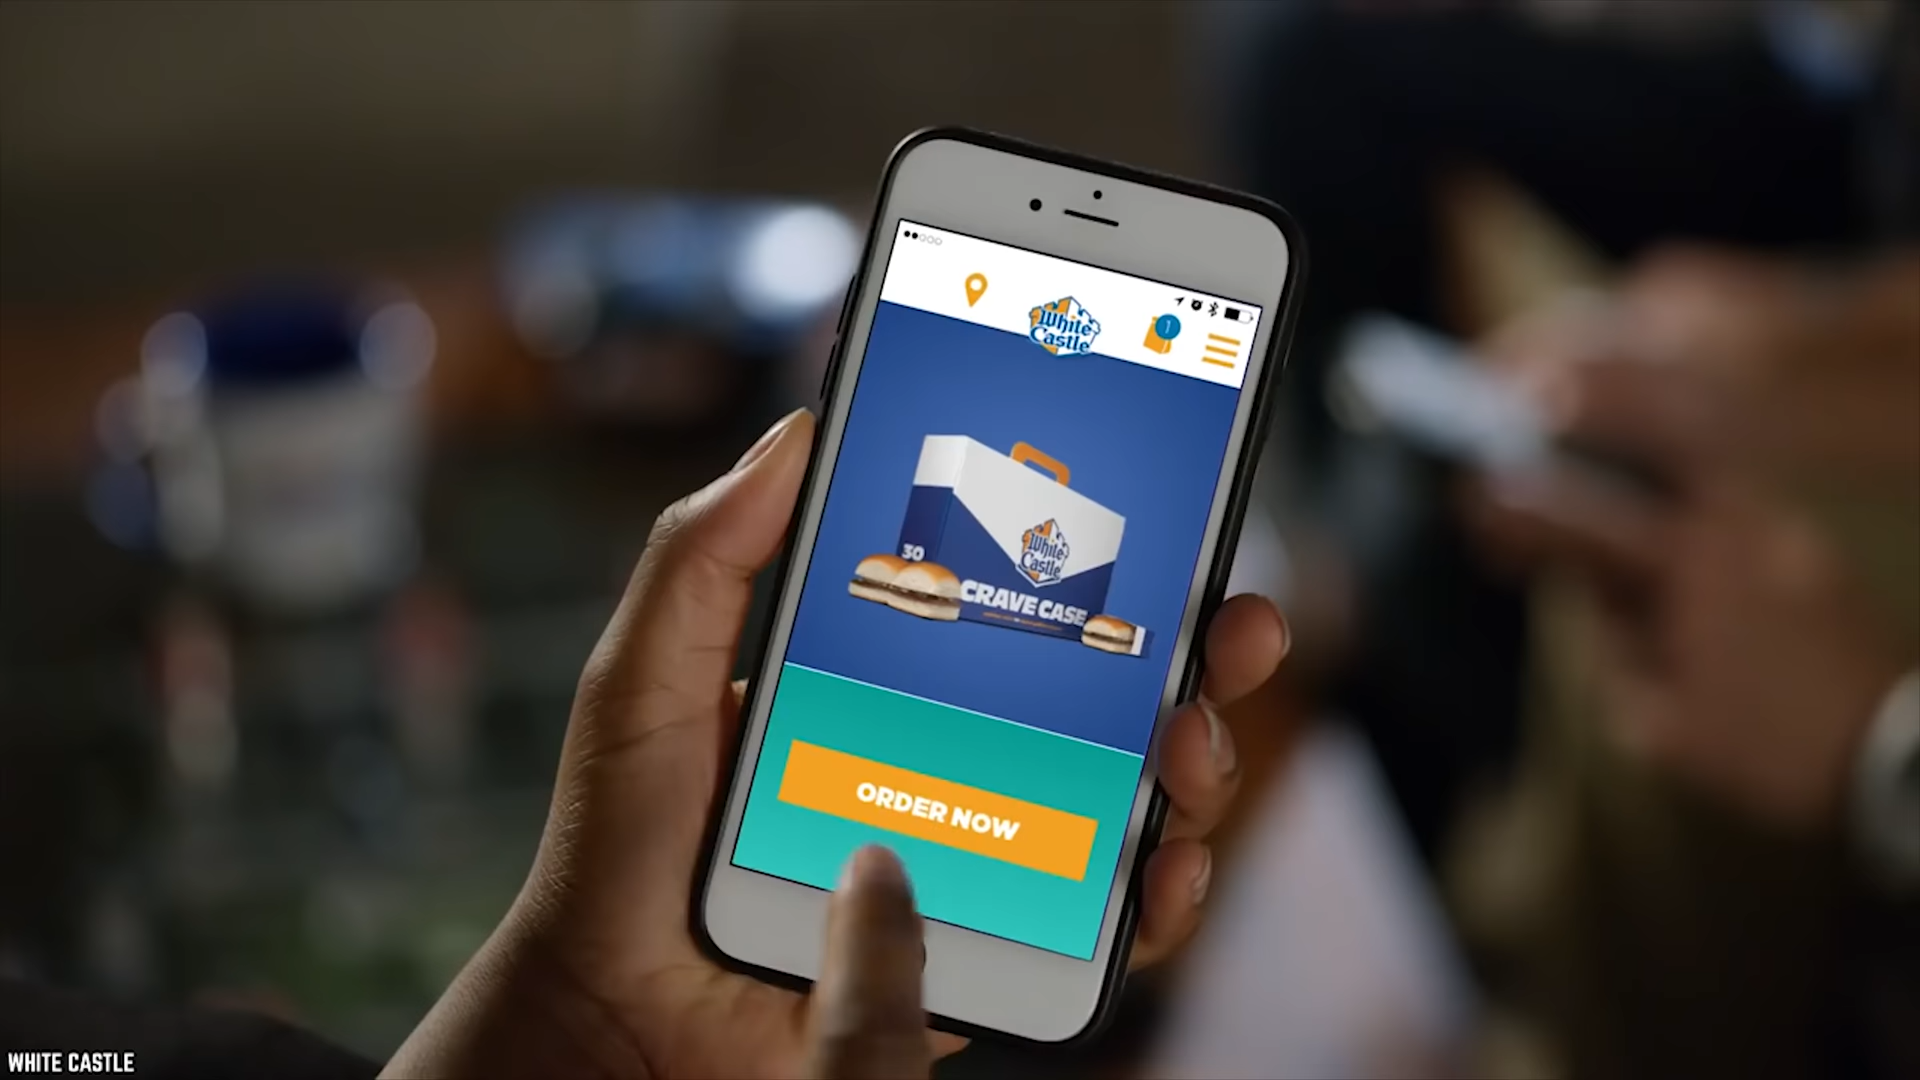 White
Castle
1
30
White
Castle
CRAVE CASE
ORDER NOW
WHITE CASTLE